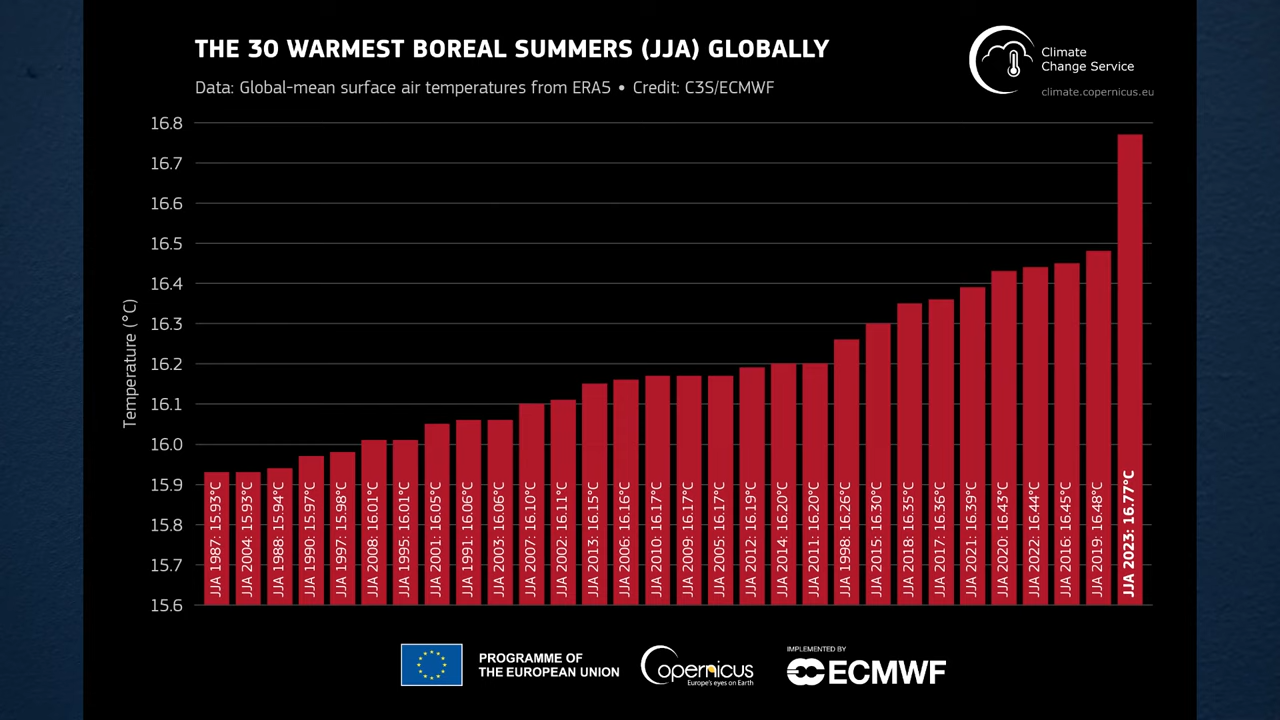 THE 30 WARMEST BOREAL SUMMERS (JJA) GLOBALLY
Data: Global-mean surface air temperatures from ERA5 • Credit: C3S/ECMWF
Climate
Change Service
climate.copernicus.eu
Temperature (°C)
16.8
16.7
16.6
16.5
16.4
16.3
16.2
16.1
16.0
15.9
15.8
15.7
15.6
JJA 1987: 15.93°C
JJA 2004: 15.93°C
JJA 1988: 15.94°C
JJA 1990: 15.97°C
JJA 1997: 15.98°C
JJA 2008: 16.01°C
JJA 1995: 16.01°C
JJA 2001: 16.05°C
JJA 1991: 16.06°C
JJA 2003: 16.06°C
JJA 2007: 16.10°C
JJA 2002: 16.11°C
JJA 2013: 16.15°C
JJA 2006: 16.16°C
JJA 2010: 16.17°C
JJA 2009: 16.17°C
JJA 2005: 16.17°C
JJA 2012: 16.19°C
JJA 2014: 16.20°C
JJA 2011: 16.20°C
JJA 1998: 16.26°C
JJA 2015: 16.30°C
JJA 2018: 16.35°C
JJA 2017: 16.36°C
JJA 2021: 16.39°C
JJA 2020: 16.43°C
JJA 2022: 16.44°C
JJA 2016: 16.45°C
JJA 2019: 16.48°C
JJA 2023: 16.77°C
PROGRAMME OF
THE EUROPEAN UNION
opernicus
Europe's eyes on Earth
IMPLEMENTED BY
ECMWF